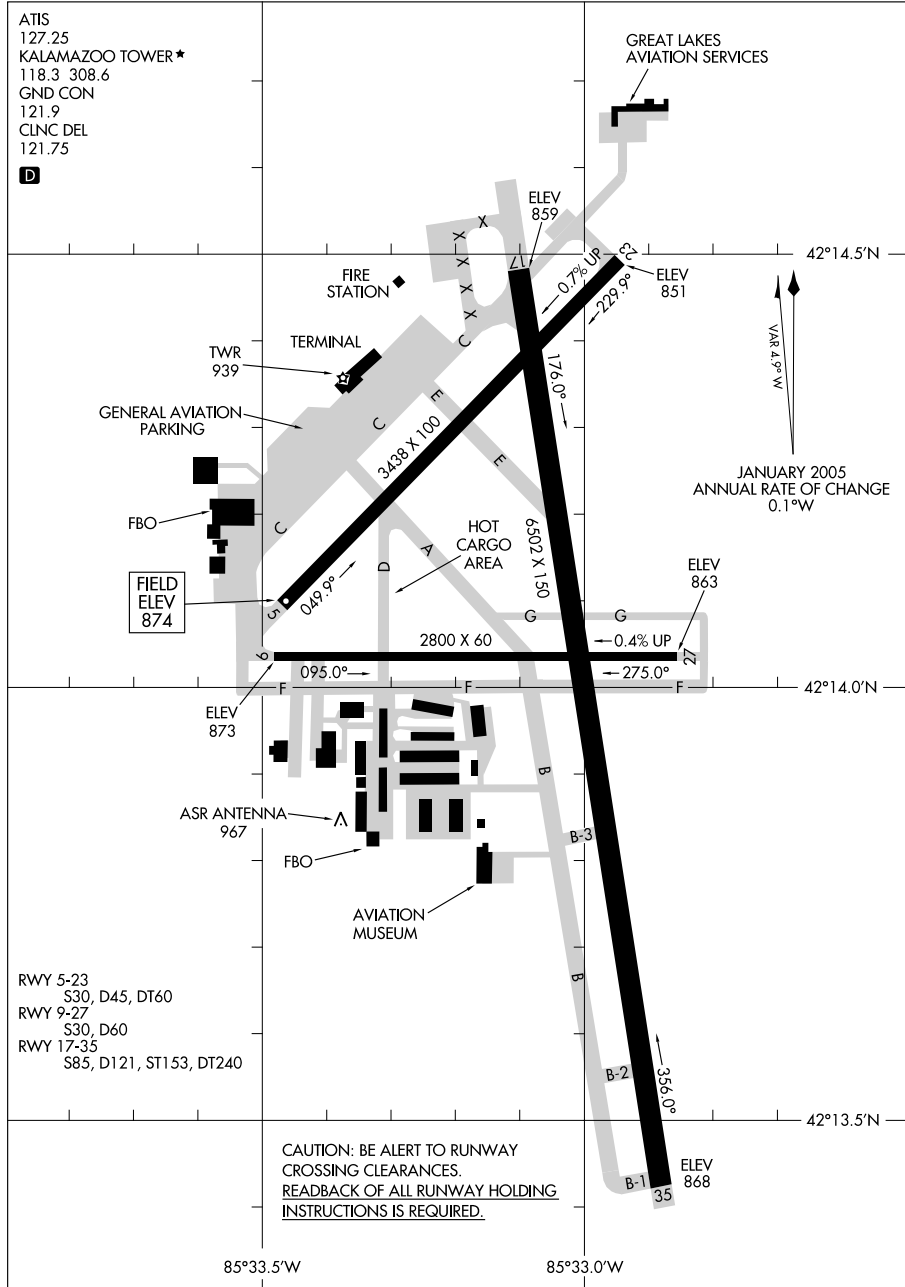 ATIS
127.25
KALAMAZOO TOWER★
118.3 308.6
GND CON
121.9
CLNC DEL
121.75
D
GREAT LAKES
AVIATION SERVICES
ELEV
859
X
X
X
X
X
17
23
42°14.5'N
0.7% UP
229.9°
ELEV
851
FIRE
STATION
VAR 4.9° W
TERMINAL
C
TWR
939
176.0°
E
GENERAL AVIATION
PARKING
C
3438 X 100
E
JANUARY 2005
ANNUAL RATE OF CHANGE
0.1°W
FBO
C
HOT
CARGO
AREA
A
6502 X 150
D
ELEV
863
FIELD
ELEV
874
049.9°
5
G
G
2800 X 60
0.4% UP
9
27
095.0°
275.0°
F
F
F
42°14.0'N
ELEV
873
B
ASR ANTENNA
967
B-3
FBO
AVIATION
MUSEUM
B
RWY 5-23
S30, D45, DT60
RWY 9-27
S30, D60
RWY 17-35
S85, D121, ST153, DT240
B-2
356.0°
42°13.5'N
CAUTION: BE ALERT TO RUNWAY
CROSSING CLEARANCES.
READBACK OF ALL RUNWAY HOLDING
INSTRUCTIONS IS REQUIRED.
B-1
35
ELEV
868
85°33.5'W
85°33.0'W